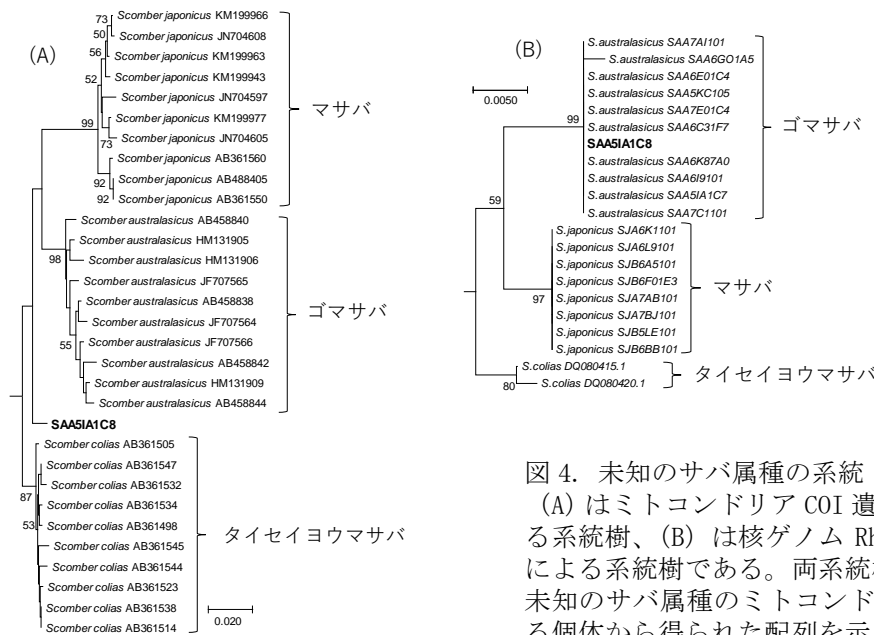 (A)
73
Scomber japonicus KM199966
50
Scomber japonicus JN704608
56
Scomber japonicus KM199963
52
Scomber japonicus KM199943
Scomber japonicus JN704597
99
Scomber japonicus KM199977
73
Scomber japonicus JN704605
Scomber japonicus AB361560
92
Scomber japonicus AB488405
92
Scomber japonicus AB361550
マサバ
Scomber australasicus AB458840
Scomber australasicus HM131905
98
Scomber australasicus HM131906
Scomber australasicus JF707565
Scomber australasicus AB458838
Scomber australasicus JF707564
55
Scomber australasicus JF707566
Scomber australasicus AB458842
Scomber australasicus HM131909
Scomber australasicus AB458844
ゴマサバ
SAA5IA1C8
Scomber colias AB361505
Scomber colias AB361547
87
Scomber colias AB361532
Scomber colias AB361534
53
Scomber colias AB361498
Scomber colias AB361545
Scomber colias AB361544
Scomber colias AB361523
Scomber colias AB361538
Scomber colias AB361514
タイセイヨウマサバ
0.020
(B)
0.0050
S.australasicus SAA7AI101
S.australasicus SAA6GO1A5
S.australasicus SAA6E01C4
S.australasicus SAA5KC105
S.australasicus SAA7E01C4
99
S.australasicus SAA6C31F7
SAA5IA1C8
S.australasicus SAA6K87A0
S.australasicus SAA6I9101
S.australasicus SAA5IA1C7
S.australasicus SAA7C1101
ゴマサバ
59
S.japonicus SJA6K1101
S.japonicus SJA6L9101
S.japonicus SJB6A5101
S.japonicus SJB6F01E3
97
S.japonicus SJA7AB101
S.japonicus SJA7BJ101
S.japonicus SJB5LE101
S.japonicus SJB6BB101
マサバ
S.colias DQ080415.1
80
S.colias DQ080420.1
タイセイヨウマサバ
図 4. 未知のサバ属種の系統
(A) はミトコンドリア COI 遺
る系統樹、(B) は核ゲノム Rh
による系統樹である。両系統
未知のサバ属種のミトコンド
る個体から得られた配列を示